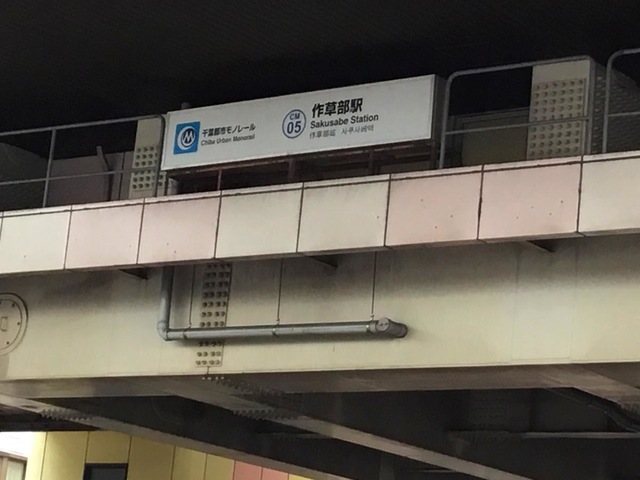 千葉都市モノレール
Chiba Urban Monorail
CM
05
作草部駅
Sakusabe Station
作草部站 사쿠사베역